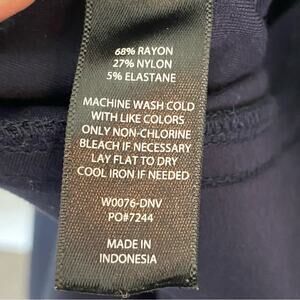 68% RAYON
27% NYLON
5% ELASTANE
MACHINE WASH COLD
WITH LIKE COLORS
ONLY NON-CHLORINE
BLEACH IF NECESSARY
LAY FLAT TO DRY
COOL IRON IF NEEDED
W0076-DNV
PO#7244
MADE IN
INDONESIA